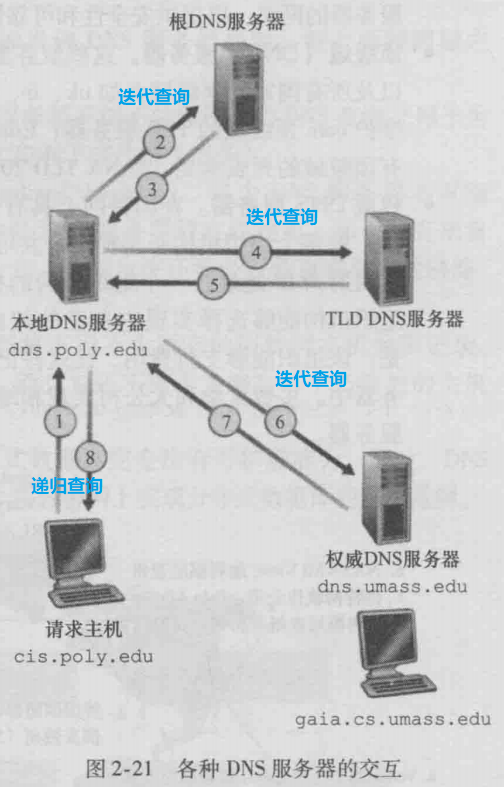 根DNS服务器
迭代查询
2
3
迭代查询
4
5
本地DNS服务器
dns.poly.edu
TLD DNS服务器
迭代查询
1
7
6
8
递归查询
权威DNS服务器
dns.umass.edu
请求主机
cis.poly.edu
gaia.cs.umass.edu
图2-21 各种 DNS 服务器的交互